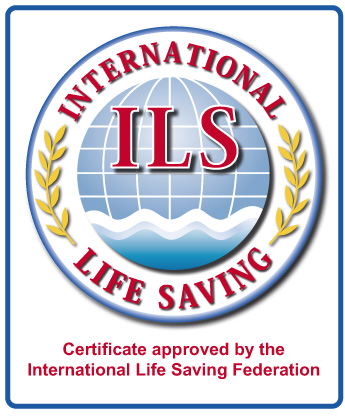 INTERNATIONAL
ILS
LIFE SAVING
Certificate approved by the
International Life Saving Federation